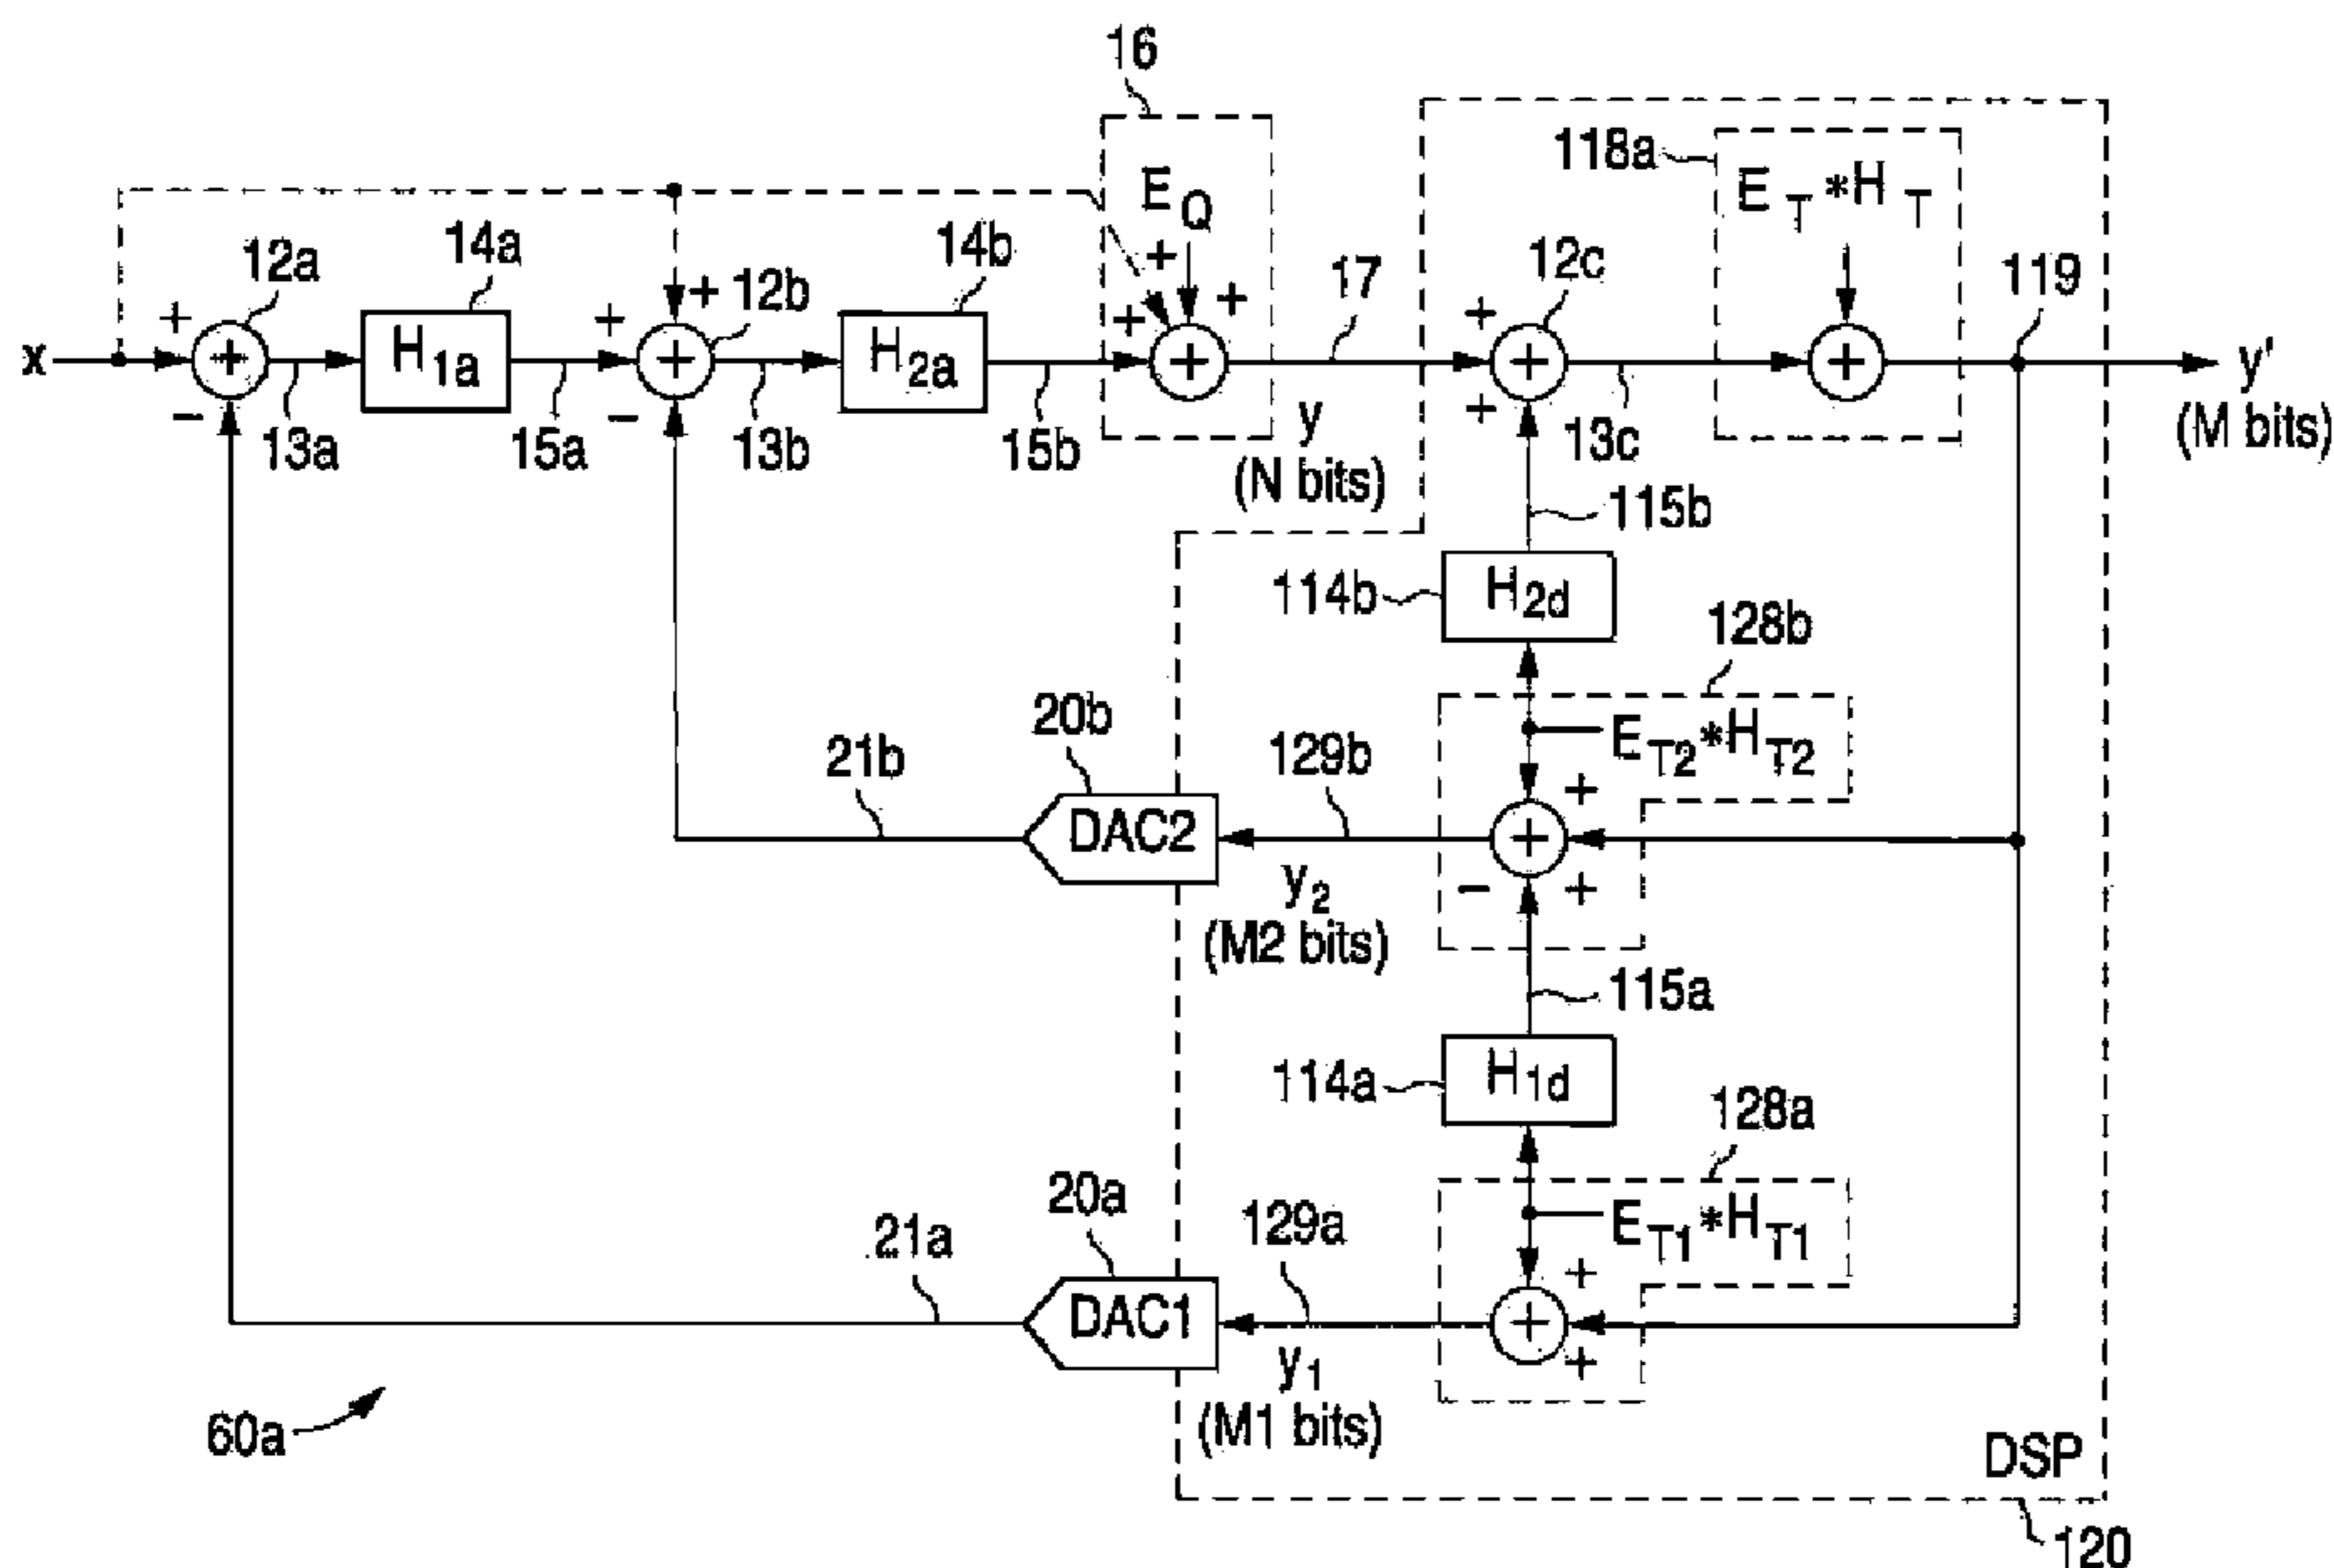 16
118a
E_T*H_T
E_Q
12a
14a
12b
14b
17
12c
119
+
+
+
+
+
+
+
x
+
H_1a
+
H_2a
+
+
+
y'
(M bits)
−
13a
15a
−
13b
15b
y
(N bits)
+
13c
115b
114b
H_2d
128b
20b
21b
129b
E_T2*H_T2
+
DAC2
+
y_2
(M2 bits)
−
+
115a
114a
H_1d
128a
20a
21a
129a
E_T1*H_T1
+
DAC1
+
y_1
(M1 bits)
+
60a
DSP
120